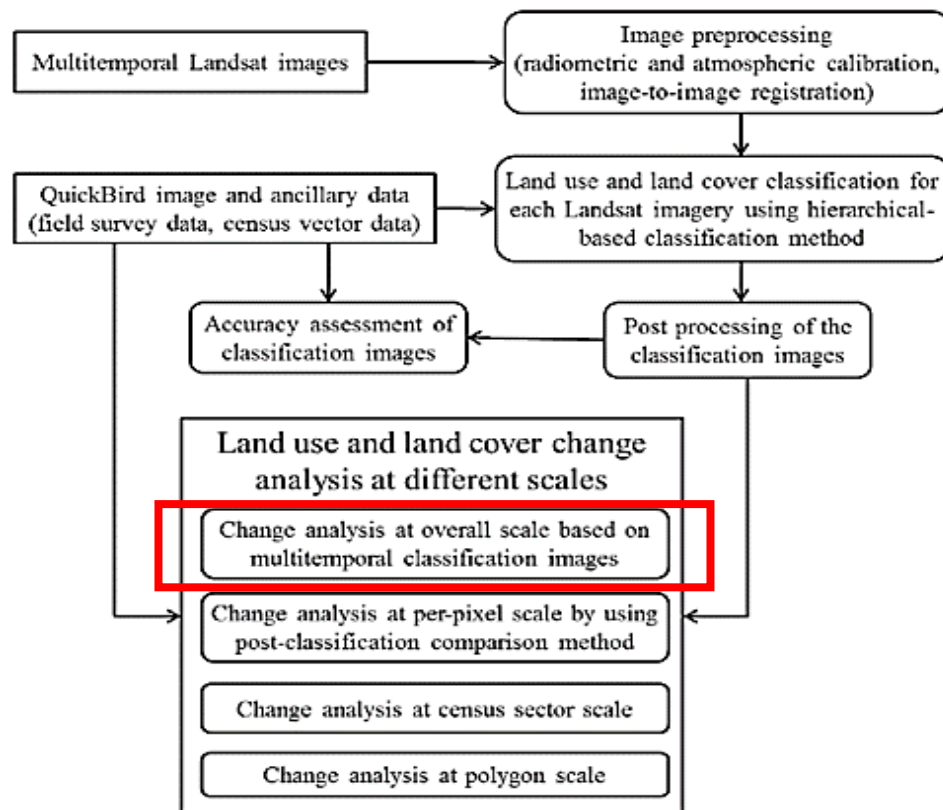 Multitemporal Landsat images
Image preprocessing
(radiometric and atmospheric calibration,
image-to-image registration)
QuickBird image and ancillary data
(field survey data, census vector data)
Land use and land cover classification for
each Landsat imagery using hierarchical-
based classification method
Accuracy assessment of
classification images
Post processing of the
classification images
Land use and land cover change
analysis at different scales
Change analysis at overall scale based on
multitemporal classification images
Change analysis at per-pixel scale by using
post-classification comparison method
Change analysis at census sector scale
Change analysis at polygon scale